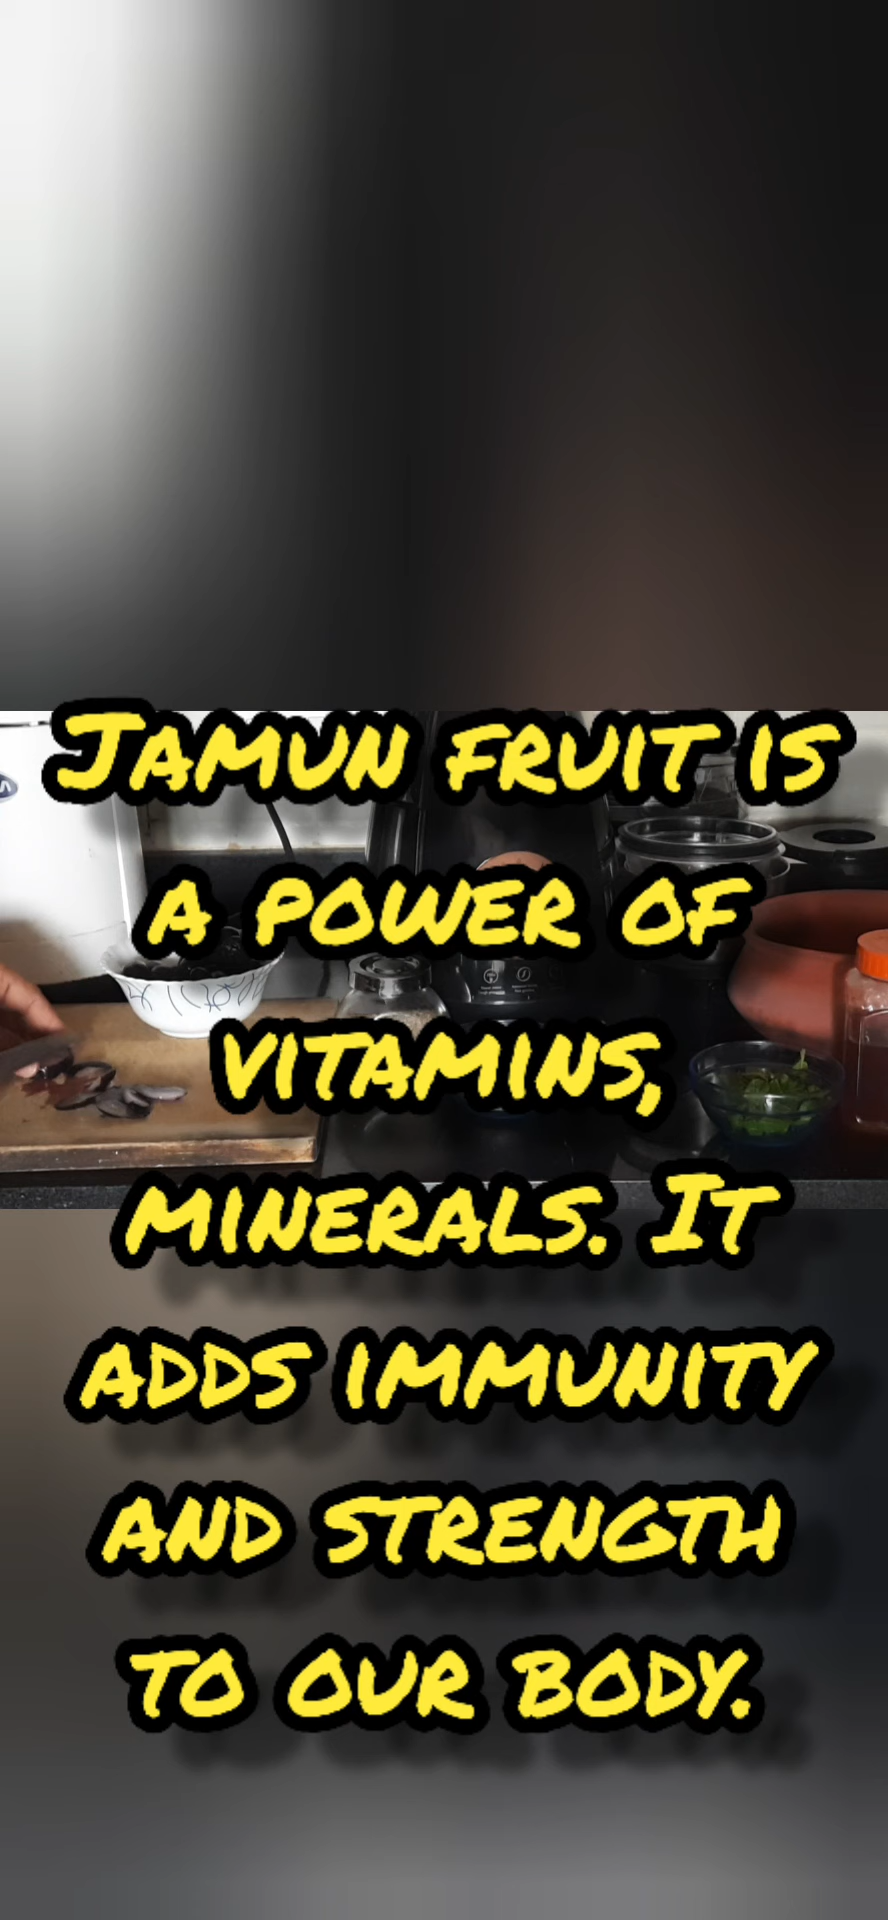 Jamun fruit is
a power of
vitamins,
minerals. It
adds immunity
and strength
to our body.